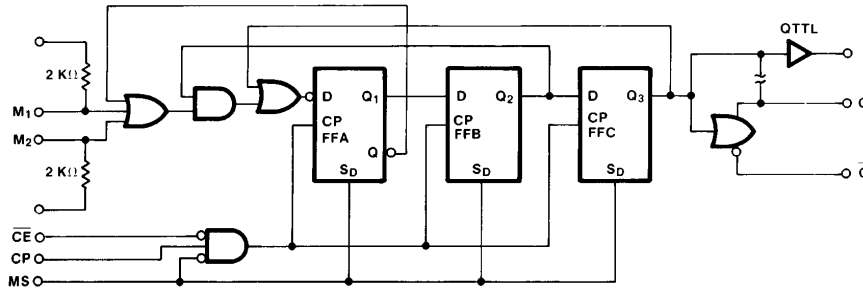 QTTL
2 KΩ
M1
M2
2 KΩ
D Q1
CP
FFA
Q
SD
D Q2
CP
FFB
SD
D Q3
CP
FFC
SD
CE
CP
MS